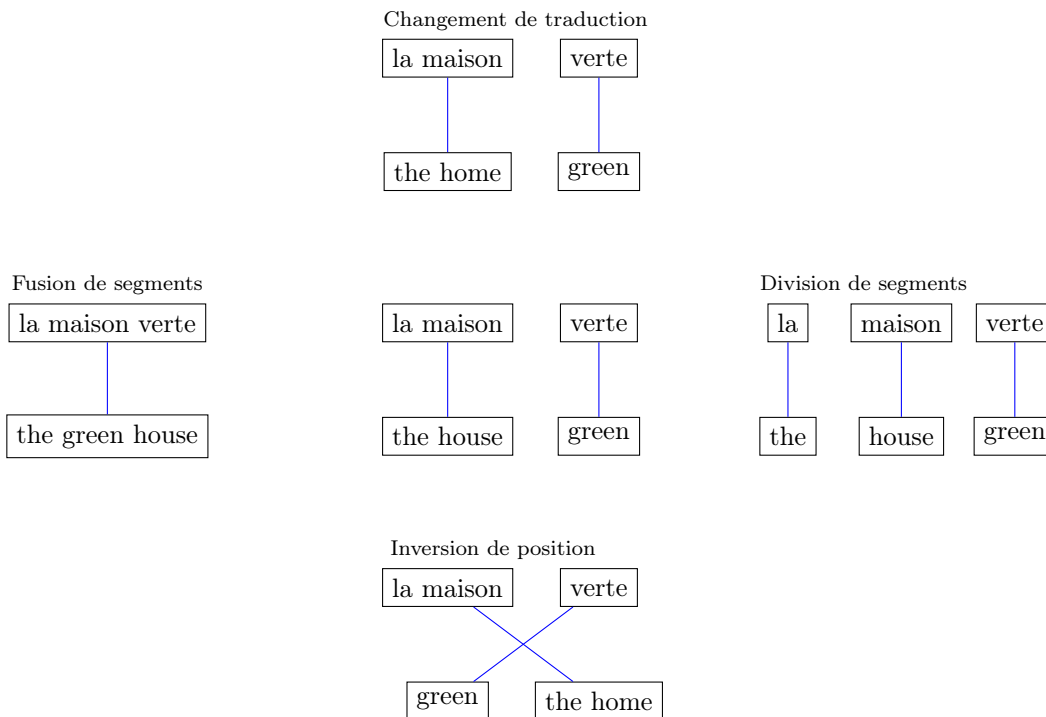 Changement de traduction
la maison verte
the home green
Fusion de segments Division de segments
la maison verte la maison verte la maison verte
the green house the house green the house green
Inversion de position
la maison verte
green the home